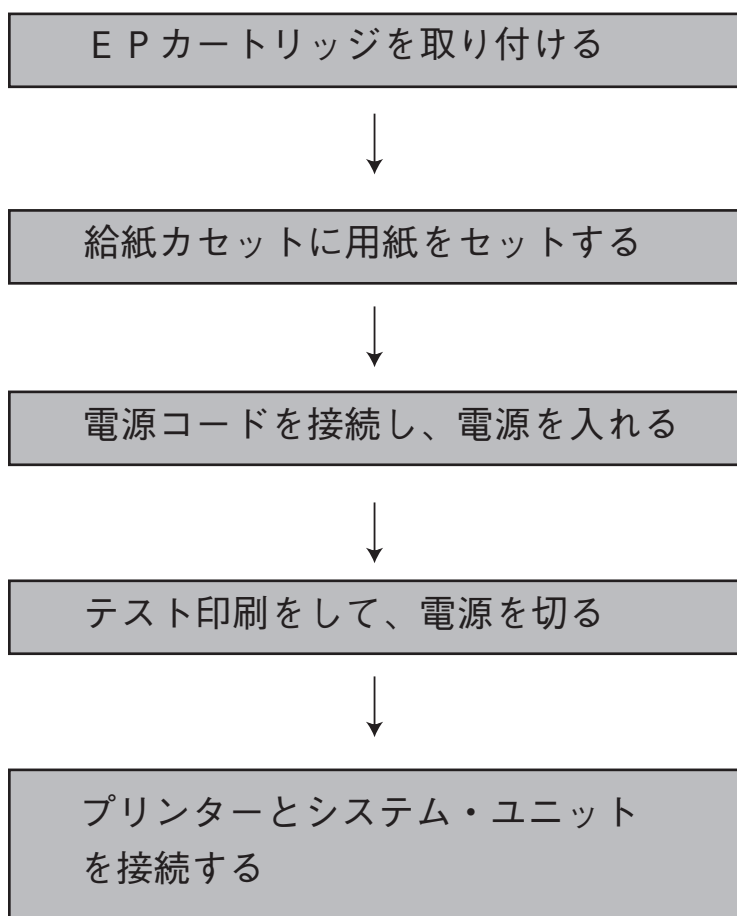 ＥＰカートリッジを取り付ける
給紙カセットに用紙をセットする
電源コードを接続し、電源を入れる
テスト印刷をして、電源を切る
プリンターとシステム・ユニット
を接続する